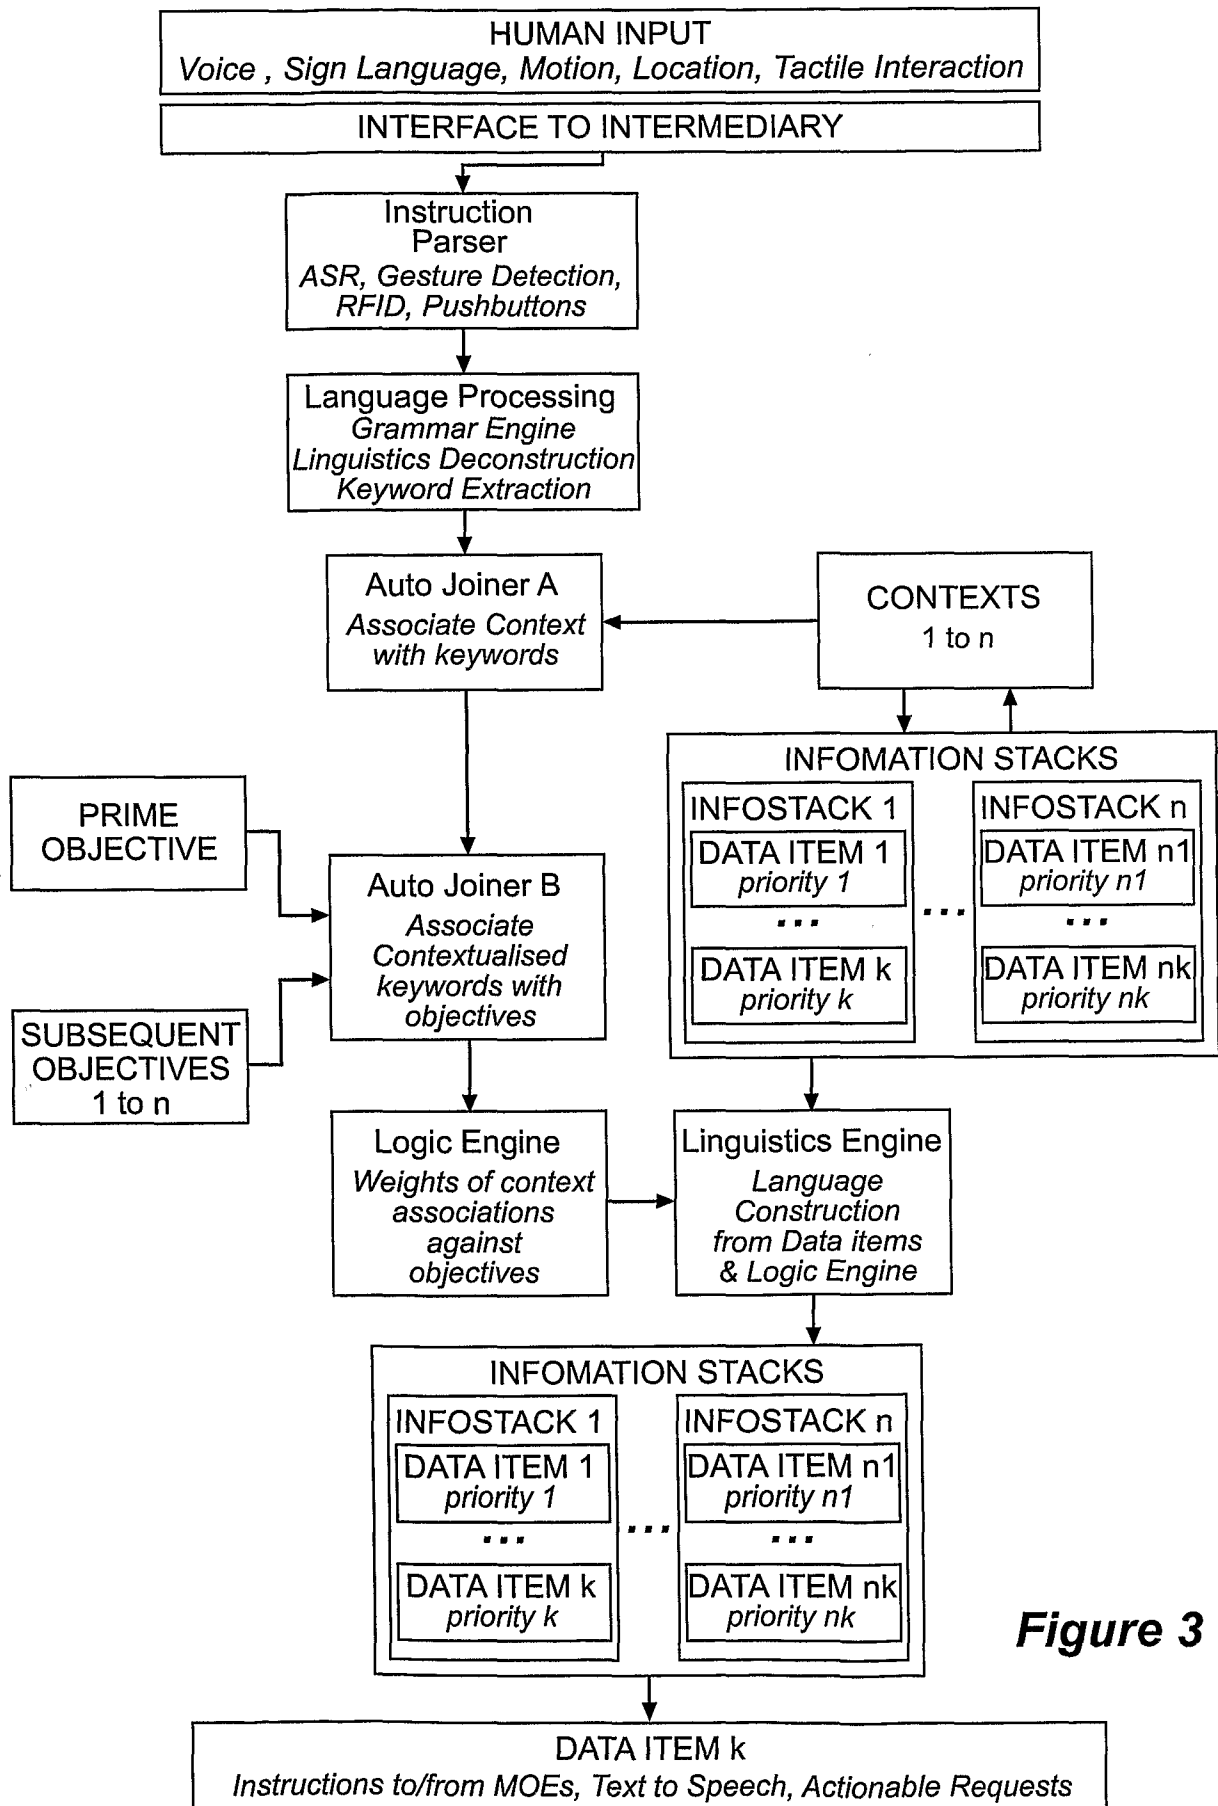 HUMAN INPUT
Voice , Sign Language, Motion, Location, Tactile Interaction
INTERFACE TO INTERMEDIARY
Instruction
Parser
ASR, Gesture Detection,
RFID, Pushbuttons
Language Processing
Grammar Engine
Linguistics Deconstruction
Keyword Extraction
Auto Joiner A
Associate Context
with keywords
CONTEXTS
1 to n
INFOMATION STACKS
INFOSTACK 1
DATA ITEM 1
priority 1
...
DATA ITEM k
priority k
...
INFOSTACK n
DATA ITEM n1
priority n1
...
DATA ITEM nk
priority nk
PRIME
OBJECTIVE
SUBSEQUENT
OBJECTIVES
1 to n
Auto Joiner B
Associate
Contextualised
keywords with
objectives
Logic Engine
Weights of context
associations
against
objectives
Linguistics Engine
Language
Construction
from Data items
& Logic Engine
INFOMATION STACKS
INFOSTACK 1
DATA ITEM 1
priority 1
...
DATA ITEM k
priority k
...
INFOSTACK n
DATA ITEM n1
priority n1
...
DATA ITEM nk
priority nk
Figure 3
DATA ITEM k
Instructions to/from MOEs, Text to Speech, Actionable Requests